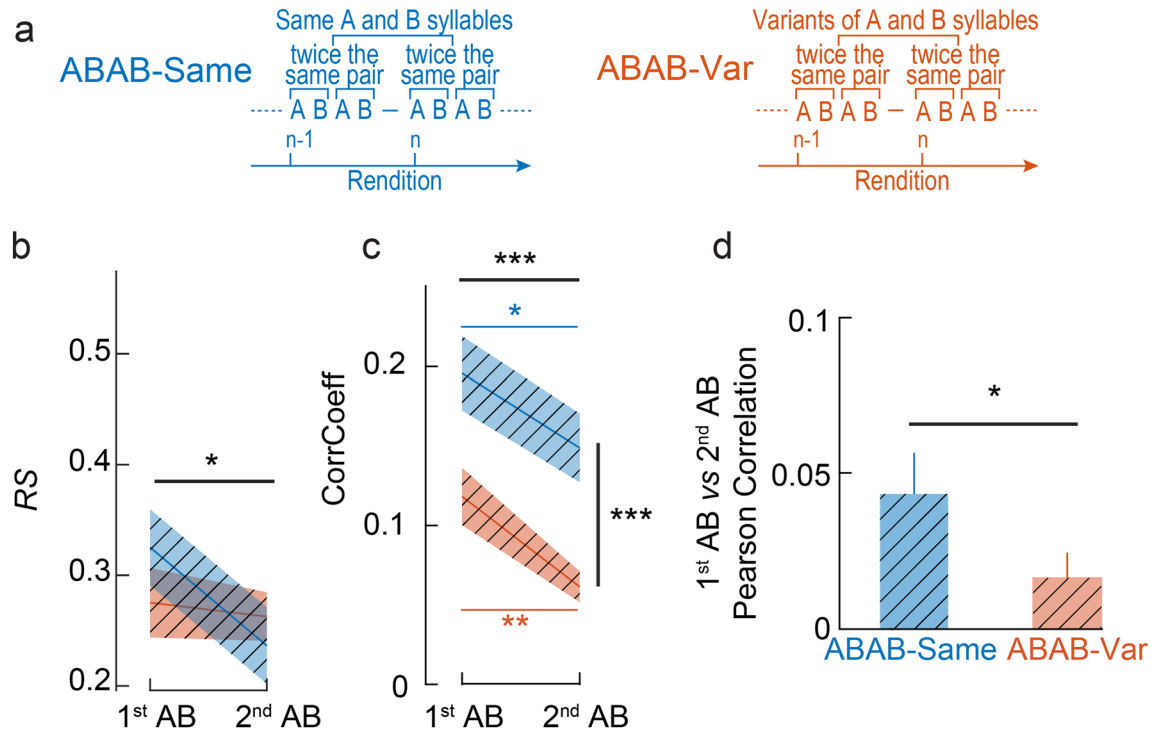 a
Same A and B syllables
twice the twice the
ABAB-Same same pair same pair
A B A B – A B A B
n-1 n
Rendition
Variants of A and B syllables
twice the twice the
ABAB-Var same pair same pair
A B A B – A B A B
n-1 n
Rendition
b
RS
0.5
0.4
0.3
0.2
*
1st AB 2nd AB
c
CorrCoeff
0.2
0.1
0
***
*
***
**
1st AB 2nd AB
d
1st AB vs 2nd AB
Pearson Correlation
0.1
0.05
0
*
ABAB-Same ABAB-Var